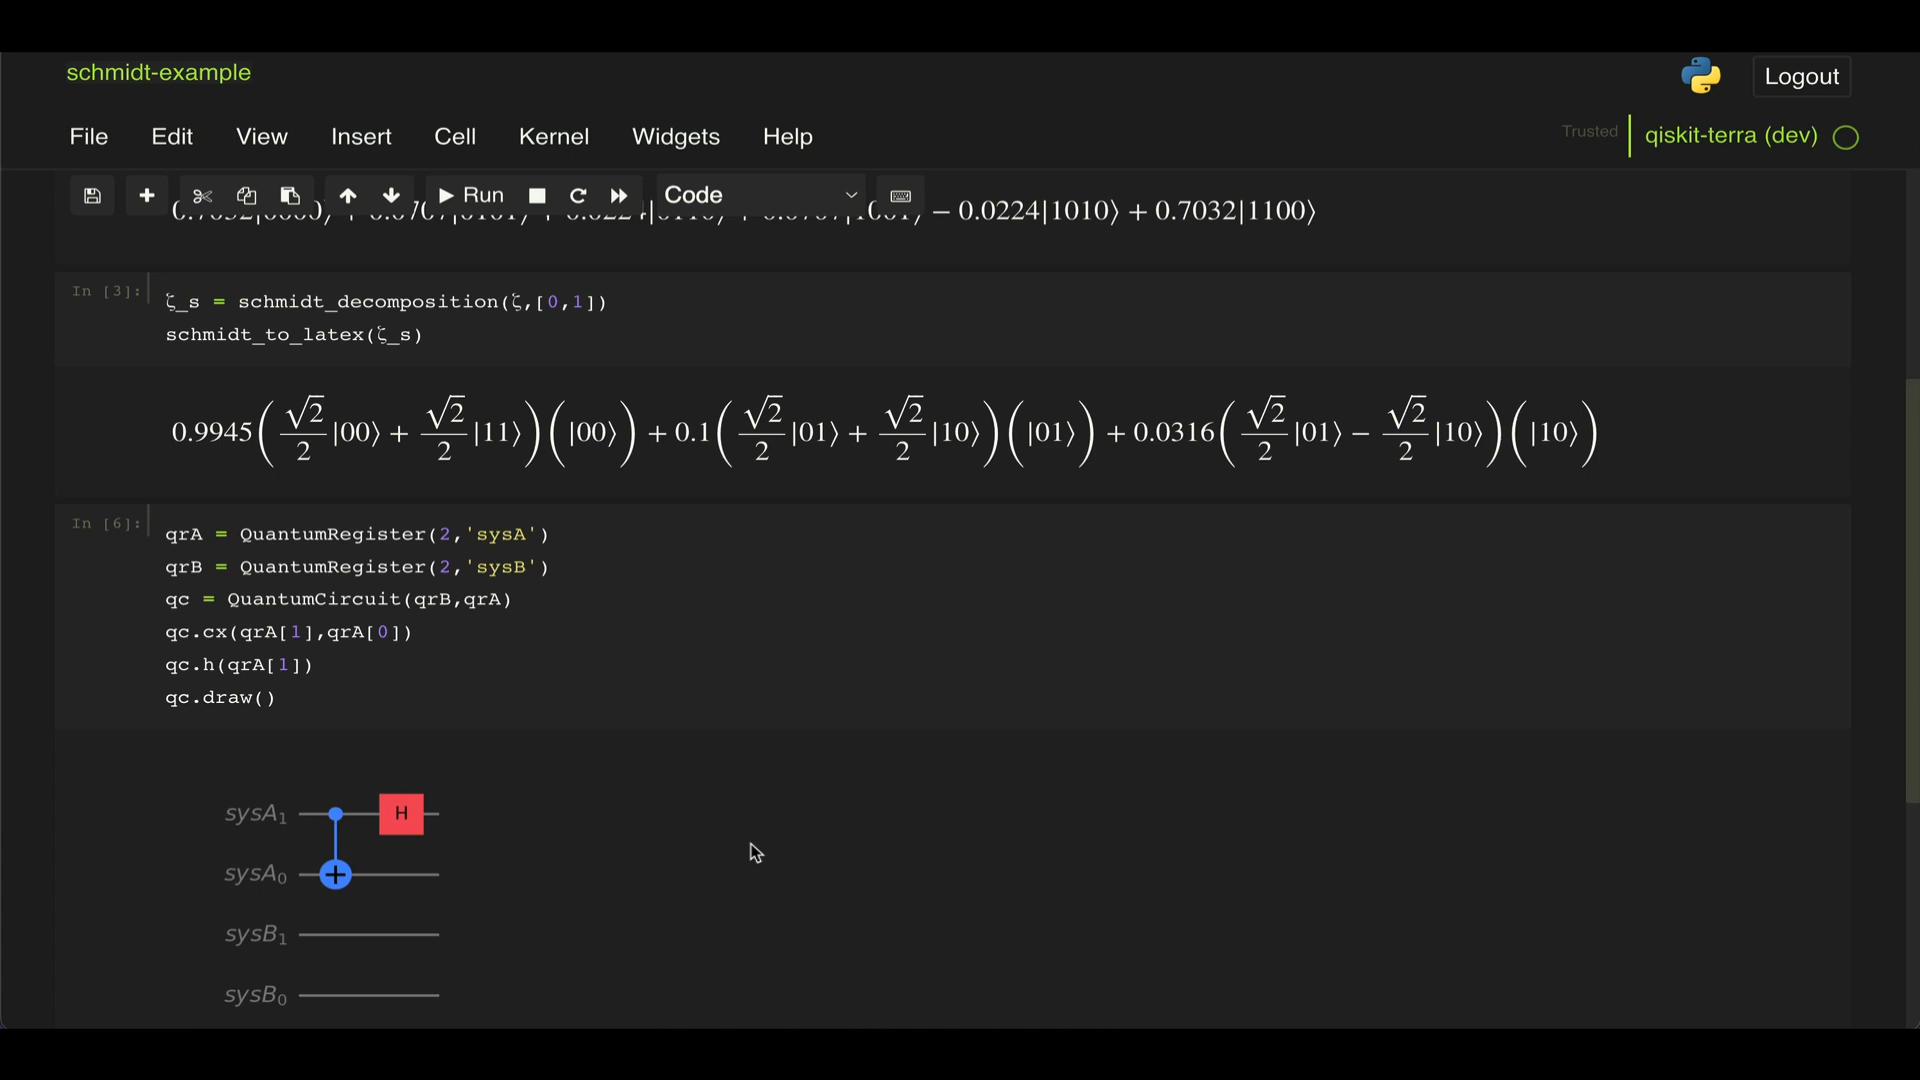 schmidt-example
Logout
File Edit View Insert Cell Kernel Widgets Help
Trusted
qiskit-terra (dev)
Run
Code
− 0.0224|1010⟩ + 0.7032|1100⟩
In [3]:
ζ_s = schmidt_decomposition(ζ,[0,1])
schmidt_to_latex(ζ_s)
0.9945(√2/2|00⟩ + √2/2|11⟩)(|00⟩) + 0.1(√2/2|01⟩ + √2/2|10⟩)(|01⟩) + 0.0316(√2/2|01⟩ − √2/2|10⟩)(|10⟩)
In [6]:
qrA = QuantumRegister(2,'sysA')
qrB = QuantumRegister(2,'sysB')
qc = QuantumCircuit(qrB,qrA)
qc.cx(qrA[1],qrA[0])
qc.h(qrA[1])
qc.draw()
sysA₁
H
sysA₀
sysB₁
sysB₀